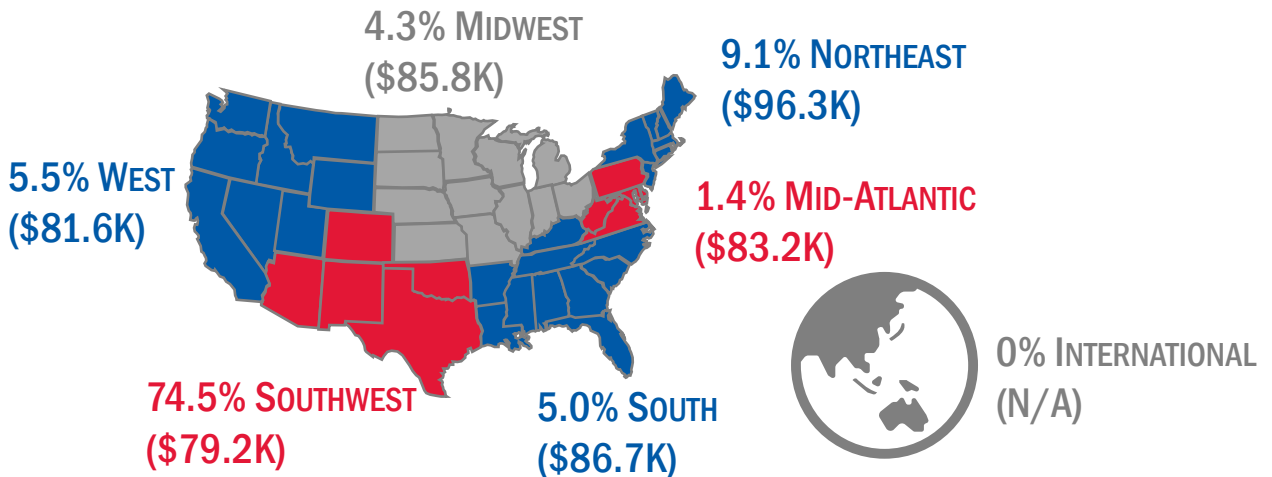 4.3% MIDWEST
($85.8K)
9.1% NORTHEAST
($96.3K)
5.5% WEST
($81.6K)
1.4% MID-ATLANTIC
($83.2K)
0% INTERNATIONAL
(N/A)
74.5% SOUTHWEST
($79.2K)
5.0% SOUTH
($86.7K)